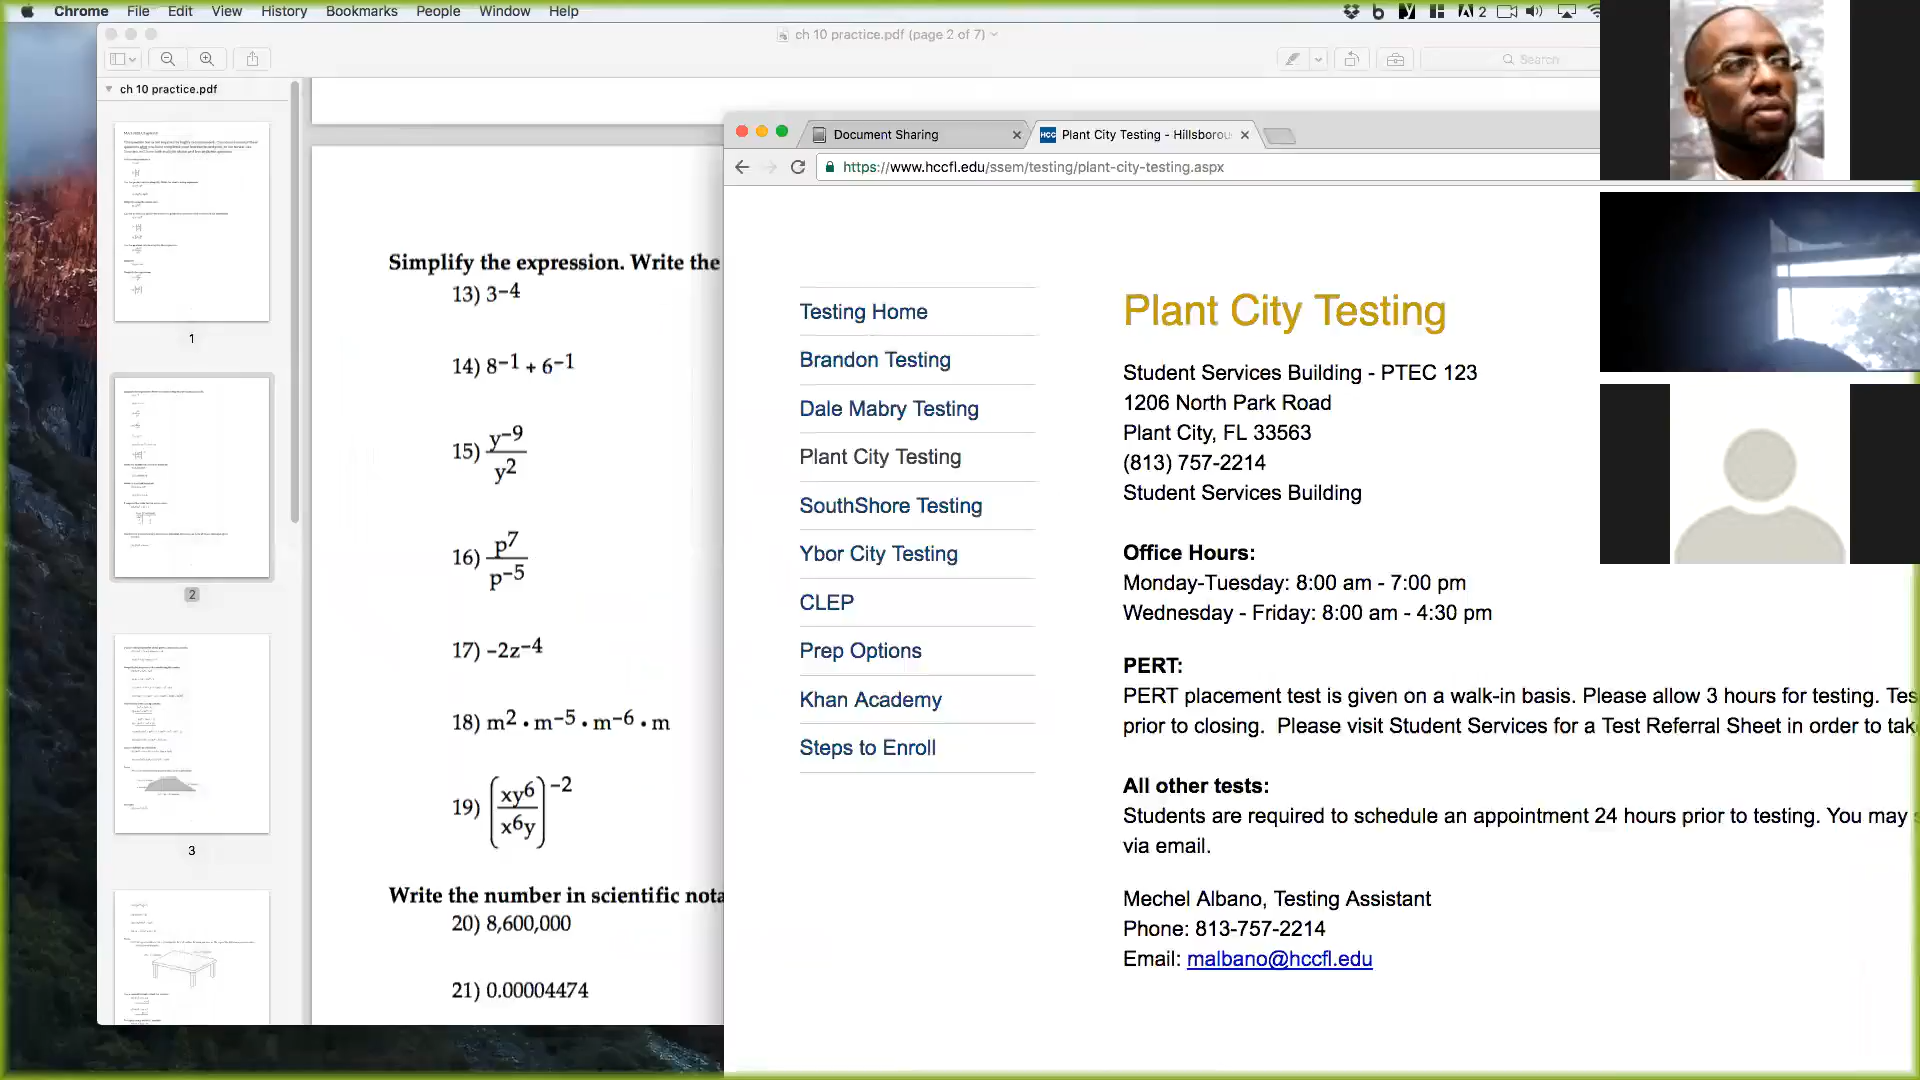 Chrome File Edit View History Bookmarks People Window Help
2
ch 10 practice.pdf (page 2 of 7)
Search
ch 10 practice.pdf
1
2
3
Simplify the expression. Write the
13) 3⁻⁴
14) 8⁻¹ + 6⁻¹
15) y⁻⁹
y²
16) p⁷
p⁻⁵
17) -2z⁻⁴
18) m² · m⁻⁵ · m⁻⁶ · m
19) (xy⁶
x⁶y)⁻²
Write the number in scientific nota
20) 8,600,000
21) 0.00004474
Document Sharing
HCC Plant City Testing - Hillsborou
https://www.hccfl.edu/ssem/testing/plant-city-testing.aspx
Testing Home
Brandon Testing
Dale Mabry Testing
Plant City Testing
SouthShore Testing
Ybor City Testing
CLEP
Prep Options
Khan Academy
Steps to Enroll
Plant City Testing
Student Services Building - PTEC 123
1206 North Park Road
Plant City, FL 33563
(813) 757-2214
Student Services Building
Office Hours:
Monday-Tuesday: 8:00 am - 7:00 pm
Wednesday - Friday: 8:00 am - 4:30 pm
PERT:
PERT placement test is given on a walk-in basis. Please allow 3 hours for testing. Tes
prior to closing. Please visit Student Services for a Test Referral Sheet in order to tak
All other tests:
Students are required to schedule an appointment 24 hours prior to testing. You may
via email.
Mechel Albano, Testing Assistant
Phone: 813-757-2214
Email: malbano@hccfl.edu